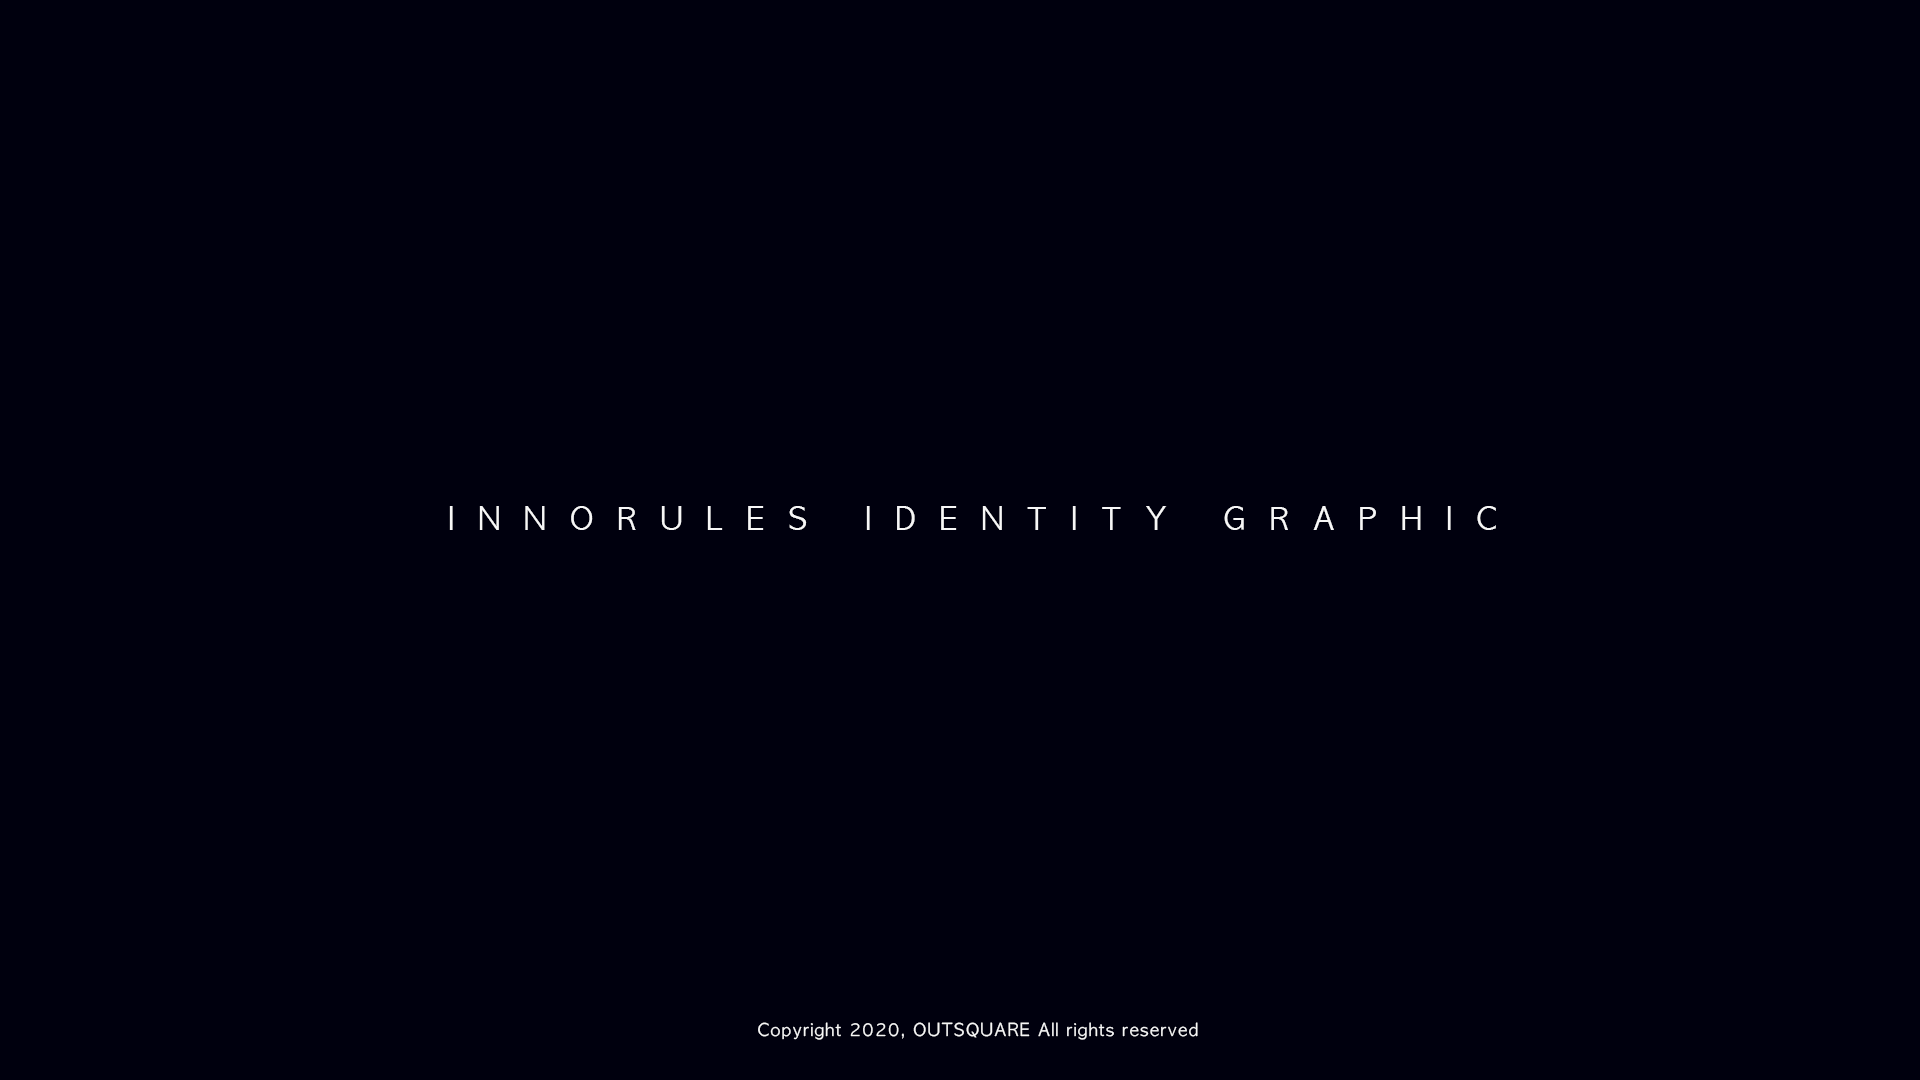 INNORULES IDENTITY GRAPHIC
Copyright 2020, OUTSQUARE All rights reserved